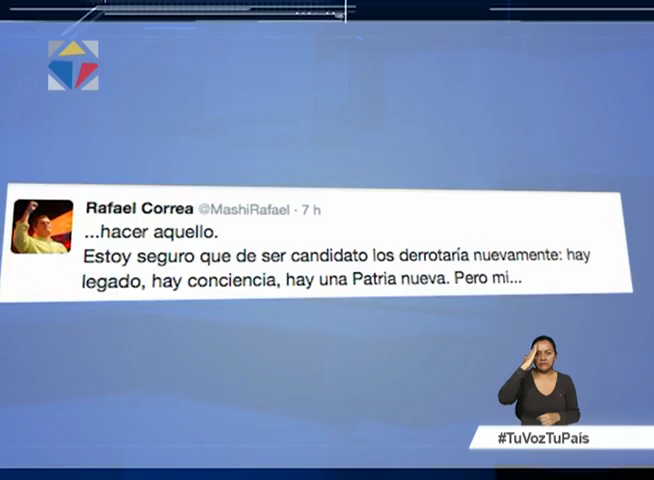 Rafael Correa @MashiRafael · 7 h
...hacer aquello.
Estoy seguro que de ser candidato los derrotaría nuevamente: hay
legado, hay conciencia, hay una Patria nueva. Pero mi...
#TuVozTuPaís